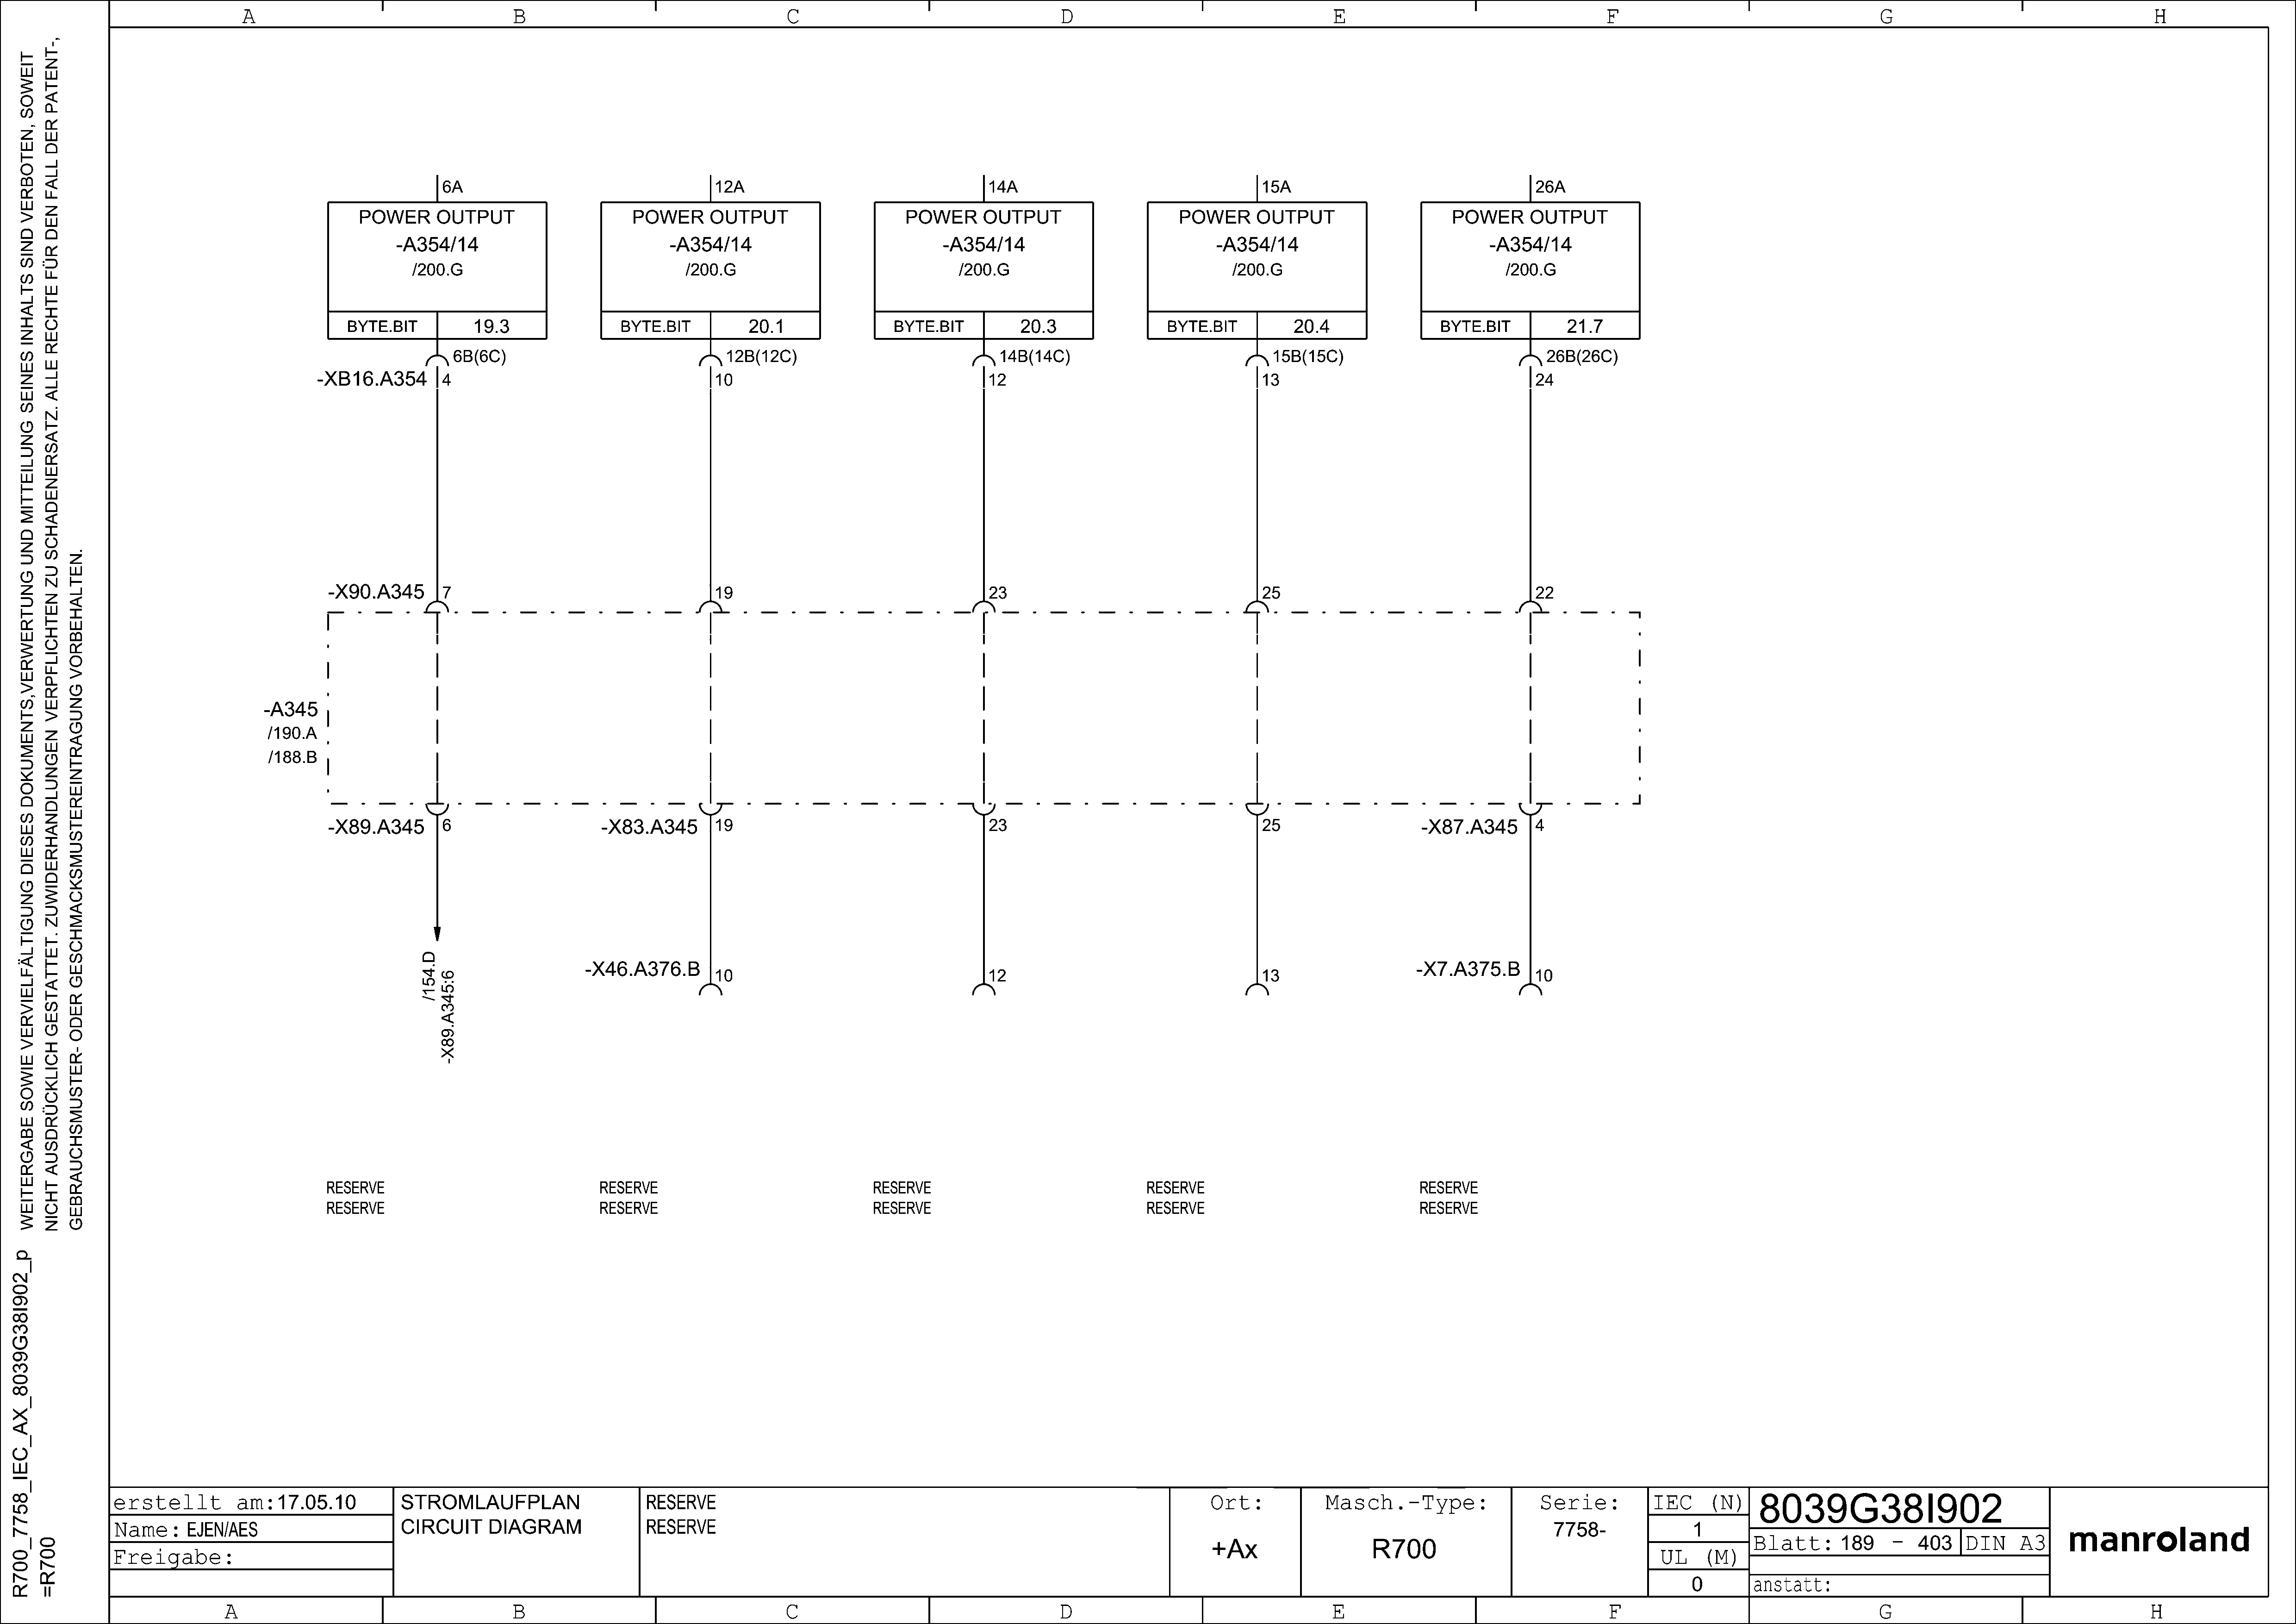 A B C D E F G H
WEITERGABE SOWIE VERVIELFÄLTIGUNG DIESES DOKUMENTS,VERWERTUNG UND MITTEILUNG SEINES INHALTS SIND VERBOTEN, SOWEIT
NICHT AUSDRÜCKLICH GESTATTET. ZUWIDERHANDLUNGEN VERPFLICHTEN ZU SCHADENERSATZ. ALLE RECHTE FÜR DEN FALL DER PATENT-,
GEBRAUCHSMUSTER- ODER GESCHMACKSMUSTEREINTRAGUNG VORBEHALTEN.
R700_7758_IEC_AX_8039G38I902_p
=R700
6A 12A 14A 15A 26A
POWER OUTPUT POWER OUTPUT POWER OUTPUT POWER OUTPUT POWER OUTPUT
-A354/14 -A354/14 -A354/14 -A354/14 -A354/14
/200.G /200.G /200.G /200.G /200.G
BYTE.BIT 19.3 BYTE.BIT 20.1 BYTE.BIT 20.3 BYTE.BIT 20.4 BYTE.BIT 21.7
6B(6C) 12B(12C) 14B(14C) 15B(15C) 26B(26C)
-XB16.A354 4 10 12 13 24
-X90.A345 7 19 23 25 22
-A345
/190.A
/188.B
-X89.A345 6 -X83.A345 19 23 25 -X87.A345 4
/154.D
-X89.A345:6
-X46.A376.B 10 12 13 -X7.A375.B 10
RESERVE RESERVE RESERVE RESERVE RESERVE
RESERVE RESERVE RESERVE RESERVE RESERVE
erstellt am:17.05.10
Name: EJEN/AES
Freigabe:
STROMLAUFPLAN
CIRCUIT DIAGRAM
RESERVE
RESERVE
Ort:
+Ax
Masch.-Type:
R700
Serie:
7758-
IEC (N)
1
UL (M)
0
8039G38I902
Blatt: 189 - 403 DIN A3
anstatt:
manroland
A B C D E F G H